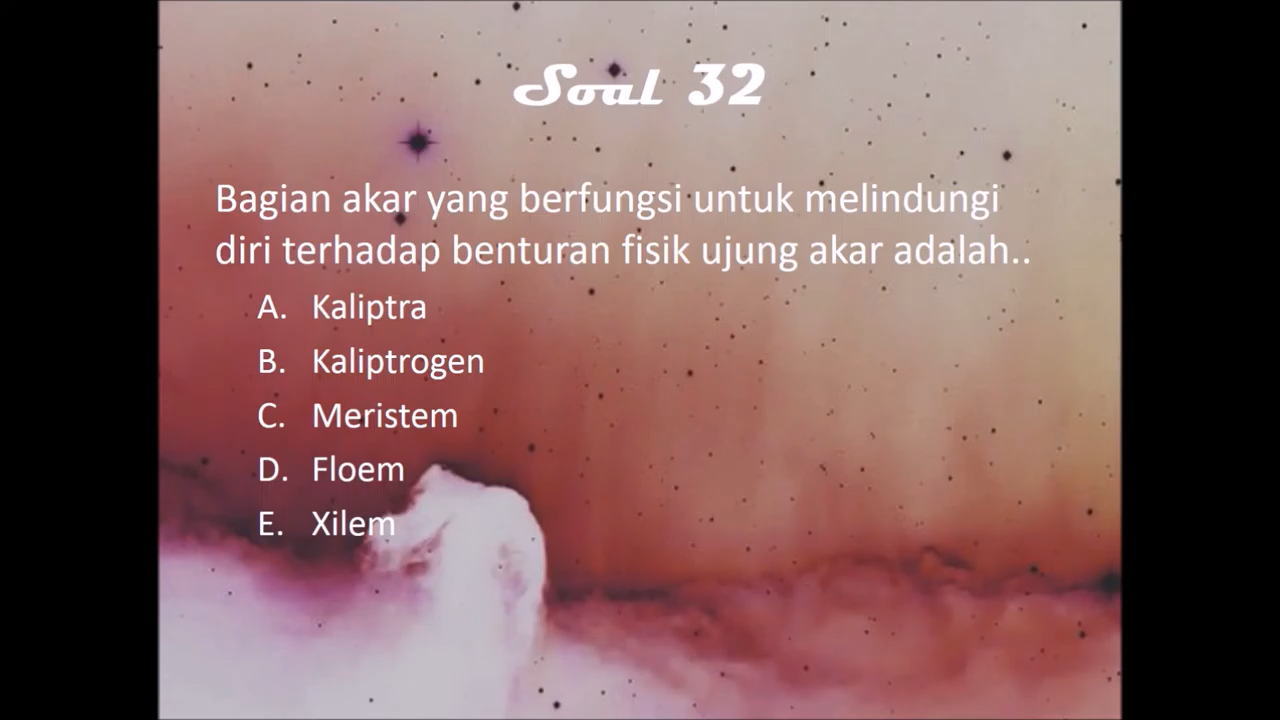 Soal 32
Bagian akar yang berfungsi untuk melindungi
diri terhadap benturan fisik ujung akar adalah..
A. Kaliptra
B. Kaliptrogen
C. Meristem
D. Floem
E. Xilem